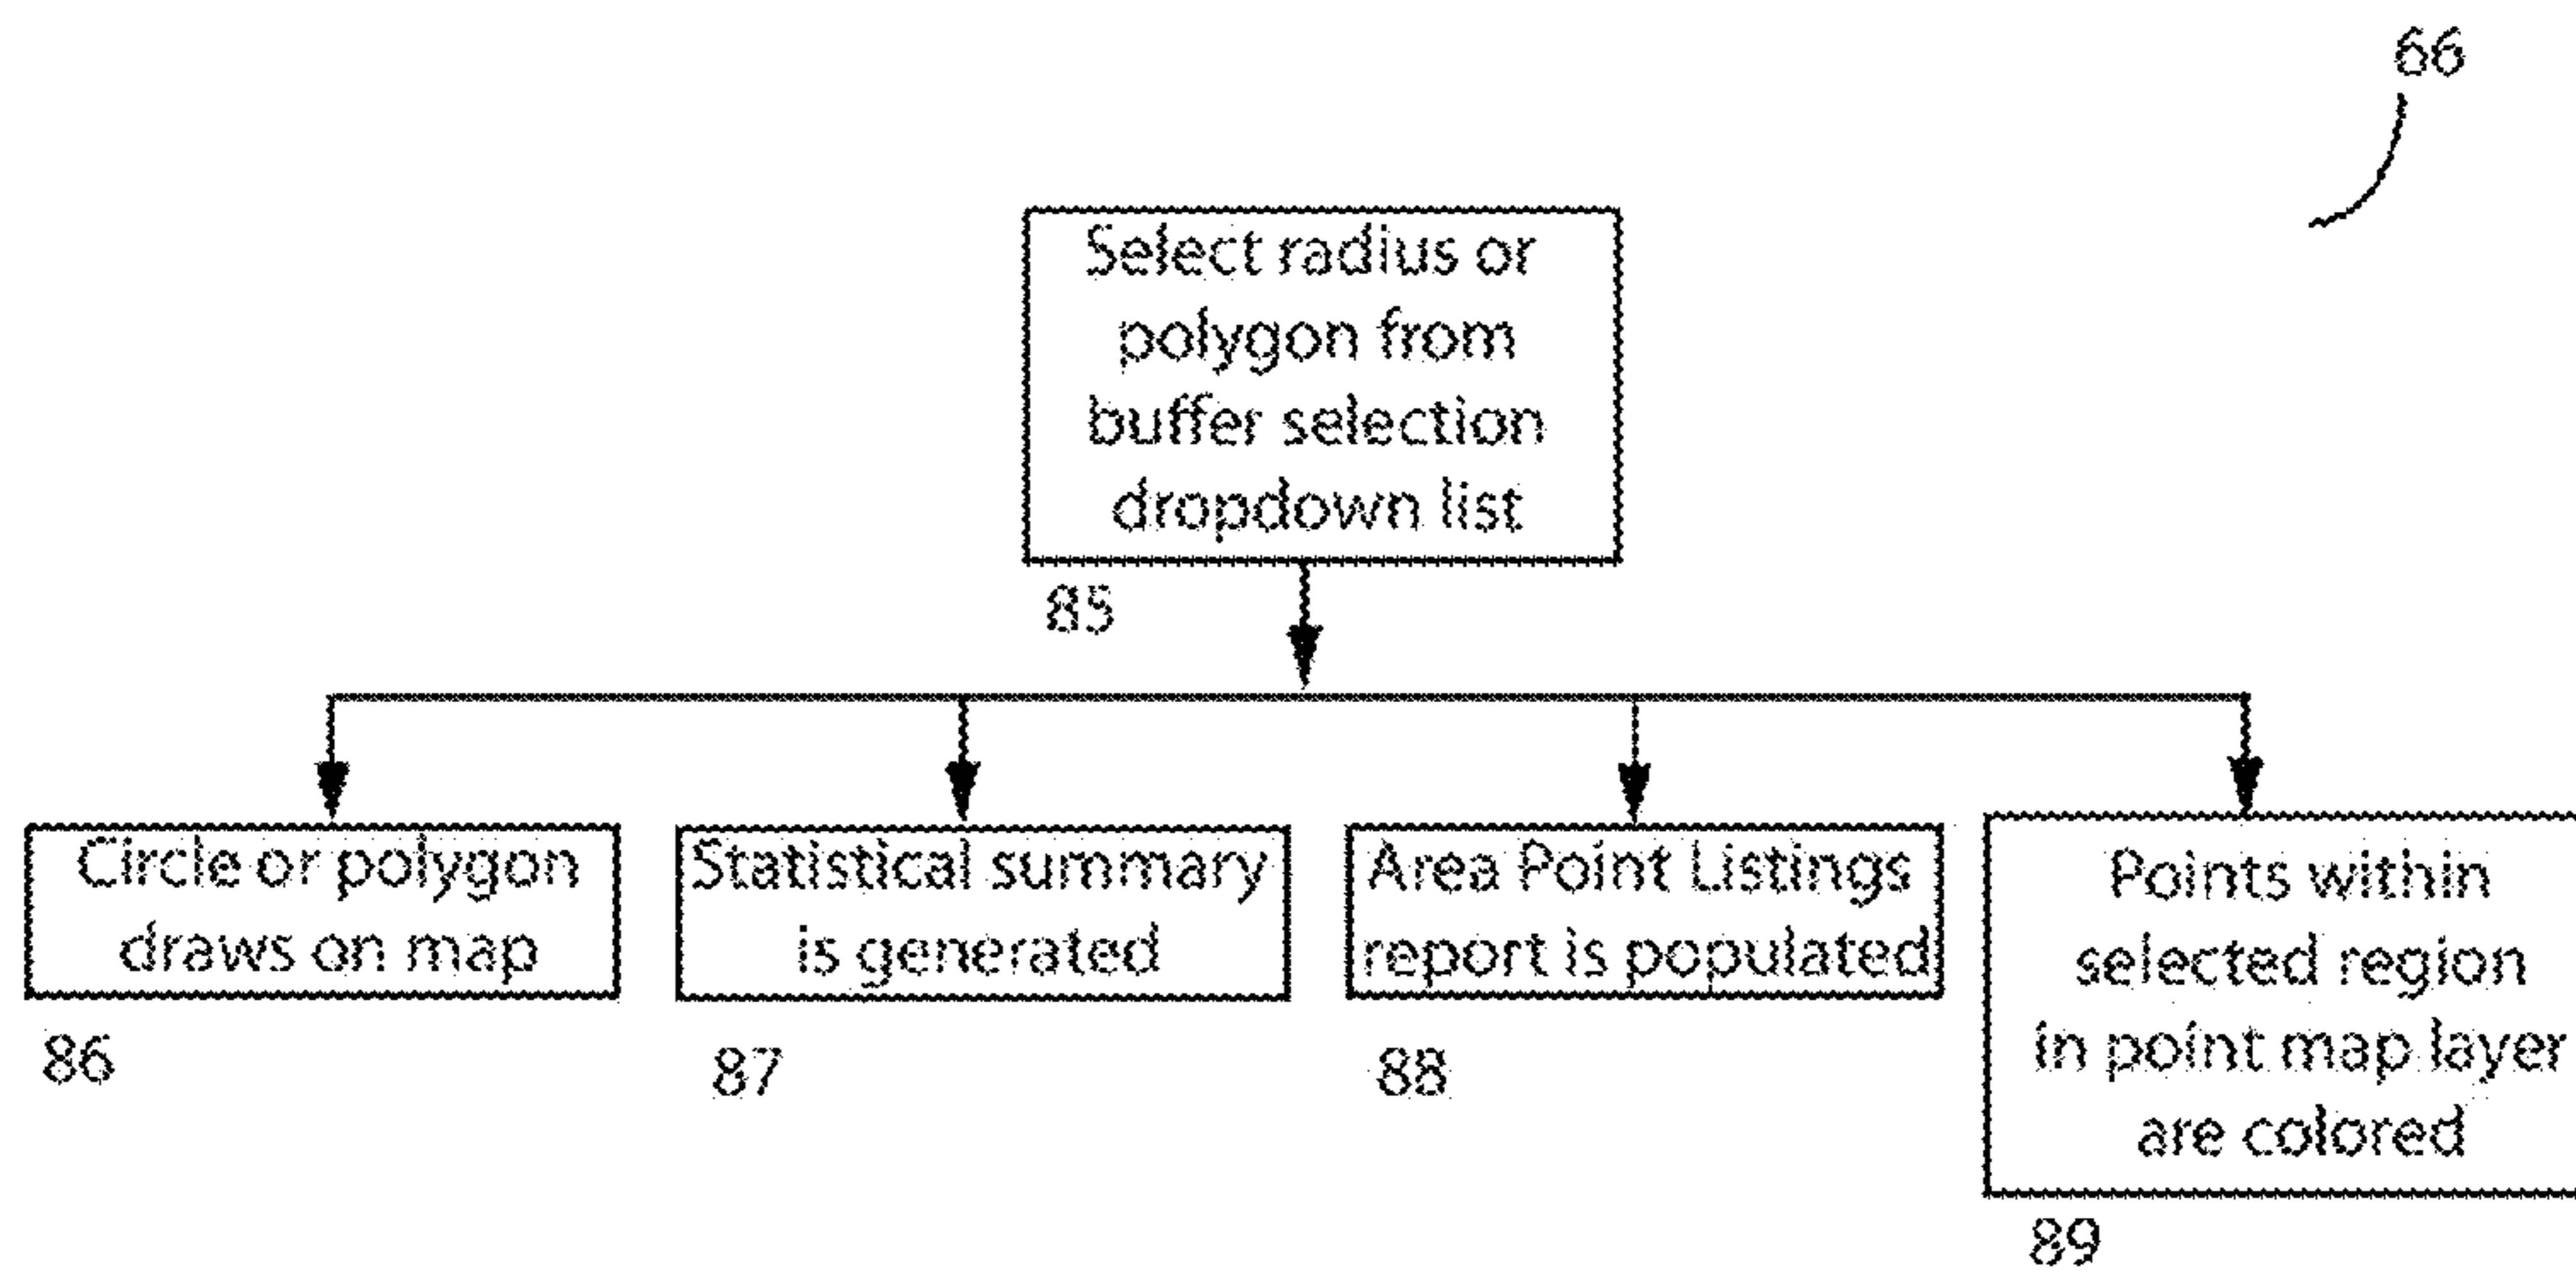 66
Select radius or
polygon from
buffer selection
dropdown list
85
Circle or polygon
draws on map
86
Statistical summary
is generated
87
Area Point Listings
report is populated
88
Points within
selected region
in point map layer
are colored
89